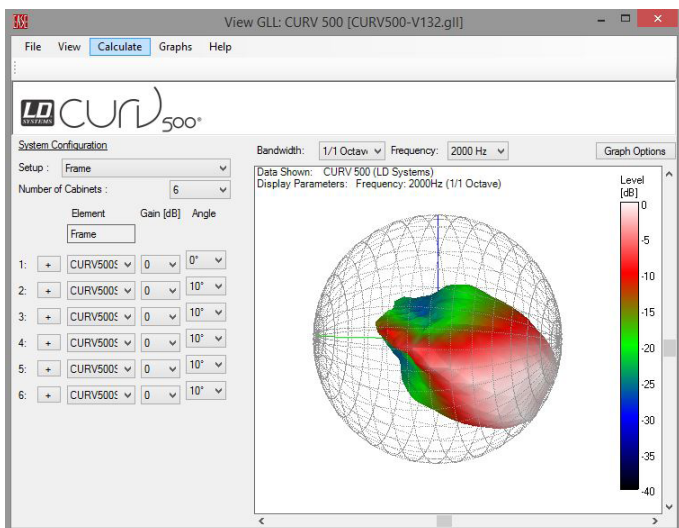 View GLL: CURV 500 [CURV500-V132.gll]
File View Calculate Graphs Help
LD SYSTEMS CURV 500®
System Configuration
Setup : Frame
Number of Cabinets : 6
Element Gain [dB] Angle
Frame
1: + CURV500S 0 0°
2: + CURV500S 0 10°
3: + CURV500S 0 10°
4: + CURV500S 0 10°
5: + CURV500S 0 10°
6: + CURV500S 0 10°
Bandwidth: 1/1 Octav Frequency: 2000 Hz Graph Options
Data Shown: CURV 500 (LD Systems)
Display Parameters: Frequency: 2000Hz (1/1 Octave)
Level
[dB]
0
-5
-10
-15
-20
-25
-30
-35
-40